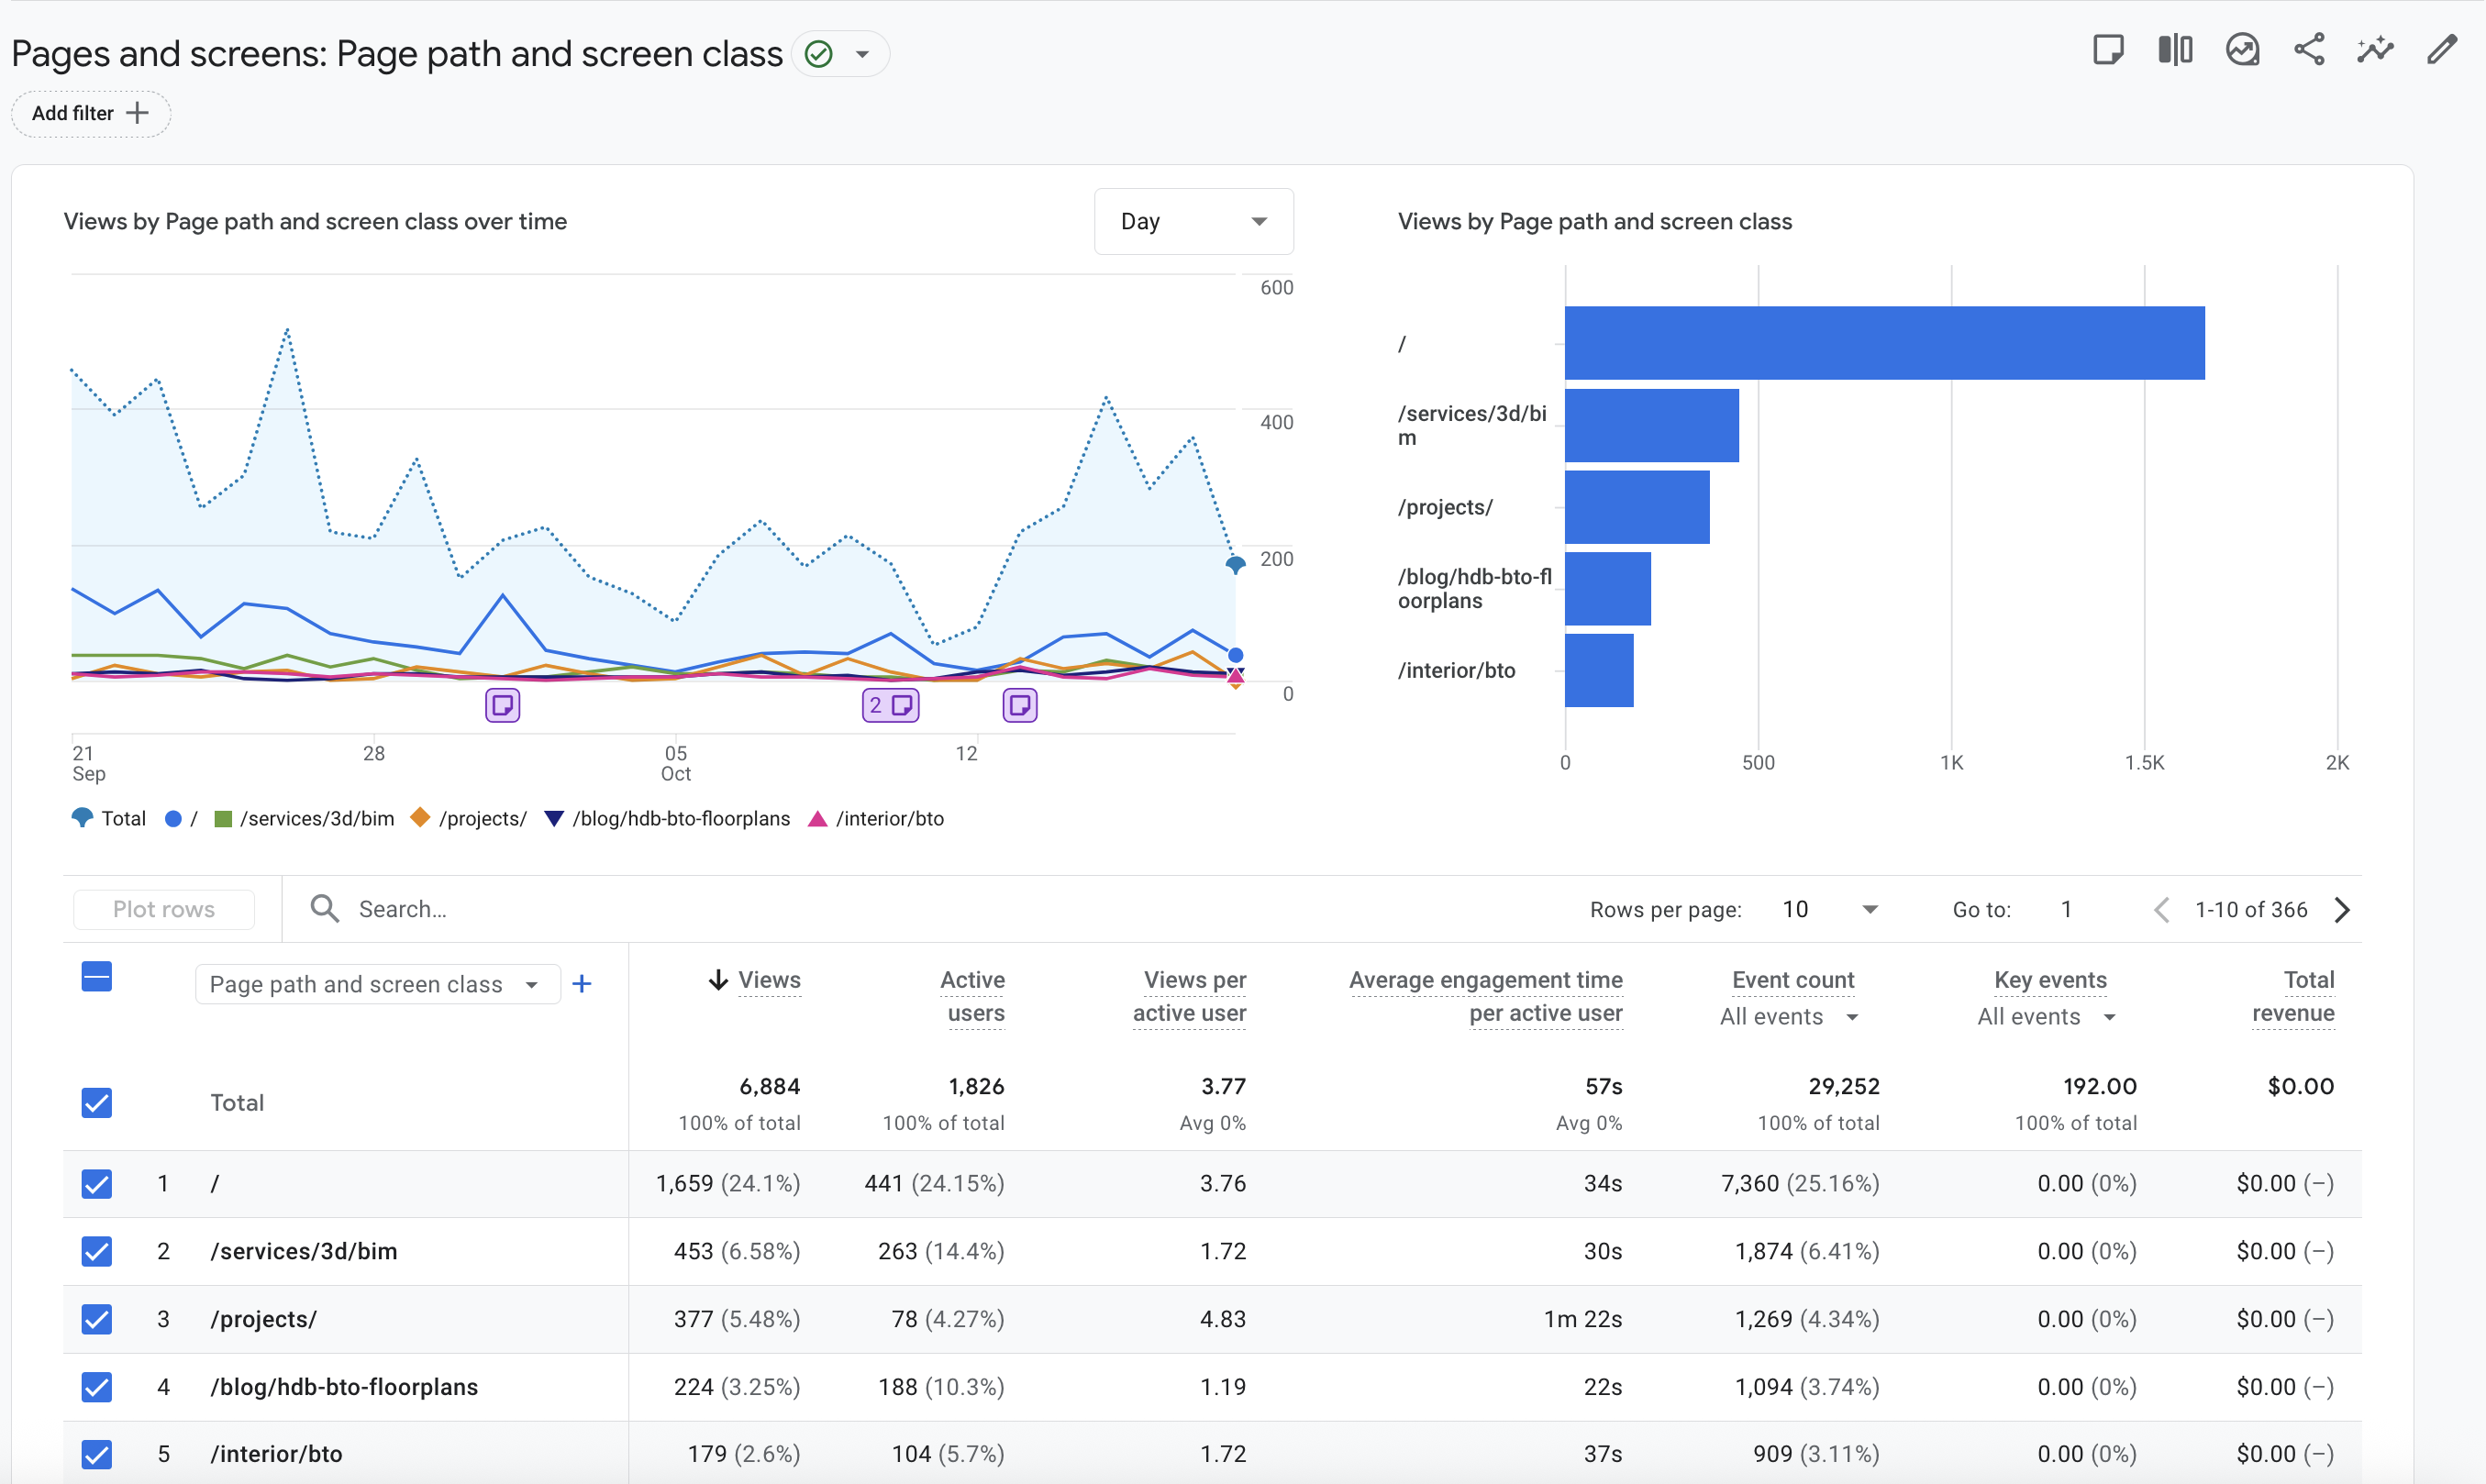 Pages and screens: Page path and screen class
Add filter
Views by Page path and screen class over time
Day
600
400
200
0
2
21
Sep
28
05
Oct
12
Total
/
/services/3d/bim
/projects/
/blog/hdb-bto-floorplans
/interior/bto
Views by Page path and screen class
/
/services/3d/bi
m
/projects/
/blog/hdb-bto-fl
oorplans
/interior/bto
0
500
1K
1.5K
2K
Plot rows
Search...
Rows per page: 10
Go to: 1
1-10 of 366
Page path and screen class
Views
Active
users
Views per
active user
Average engagement time
per active user
Event count
All events
Key events
All events
Total
revenue
Total
6,884 1,826 3.77 57s 29,252 192.00 $0.00
100% of total 100% of total Avg 0% Avg 0% 100% of total 100% of total
1 / 1,659 (24.1%) 441 (24.15%) 3.76 34s 7,360 (25.16%) 0.00 (0%) $0.00 (–)
2 /services/3d/bim 453 (6.58%) 263 (14.4%) 1.72 30s 1,874 (6.41%) 0.00 (0%) $0.00 (–)
3 /projects/ 377 (5.48%) 78 (4.27%) 4.83 1m 22s 1,269 (4.34%) 0.00 (0%) $0.00 (–)
4 /blog/hdb-bto-floorplans 224 (3.25%) 188 (10.3%) 1.19 22s 1,094 (3.74%) 0.00 (0%) $0.00 (–)
5 /interior/bto 179 (2.6%) 104 (5.7%) 1.72 37s 909 (3.11%) 0.00 (0%) $0.00 (–)